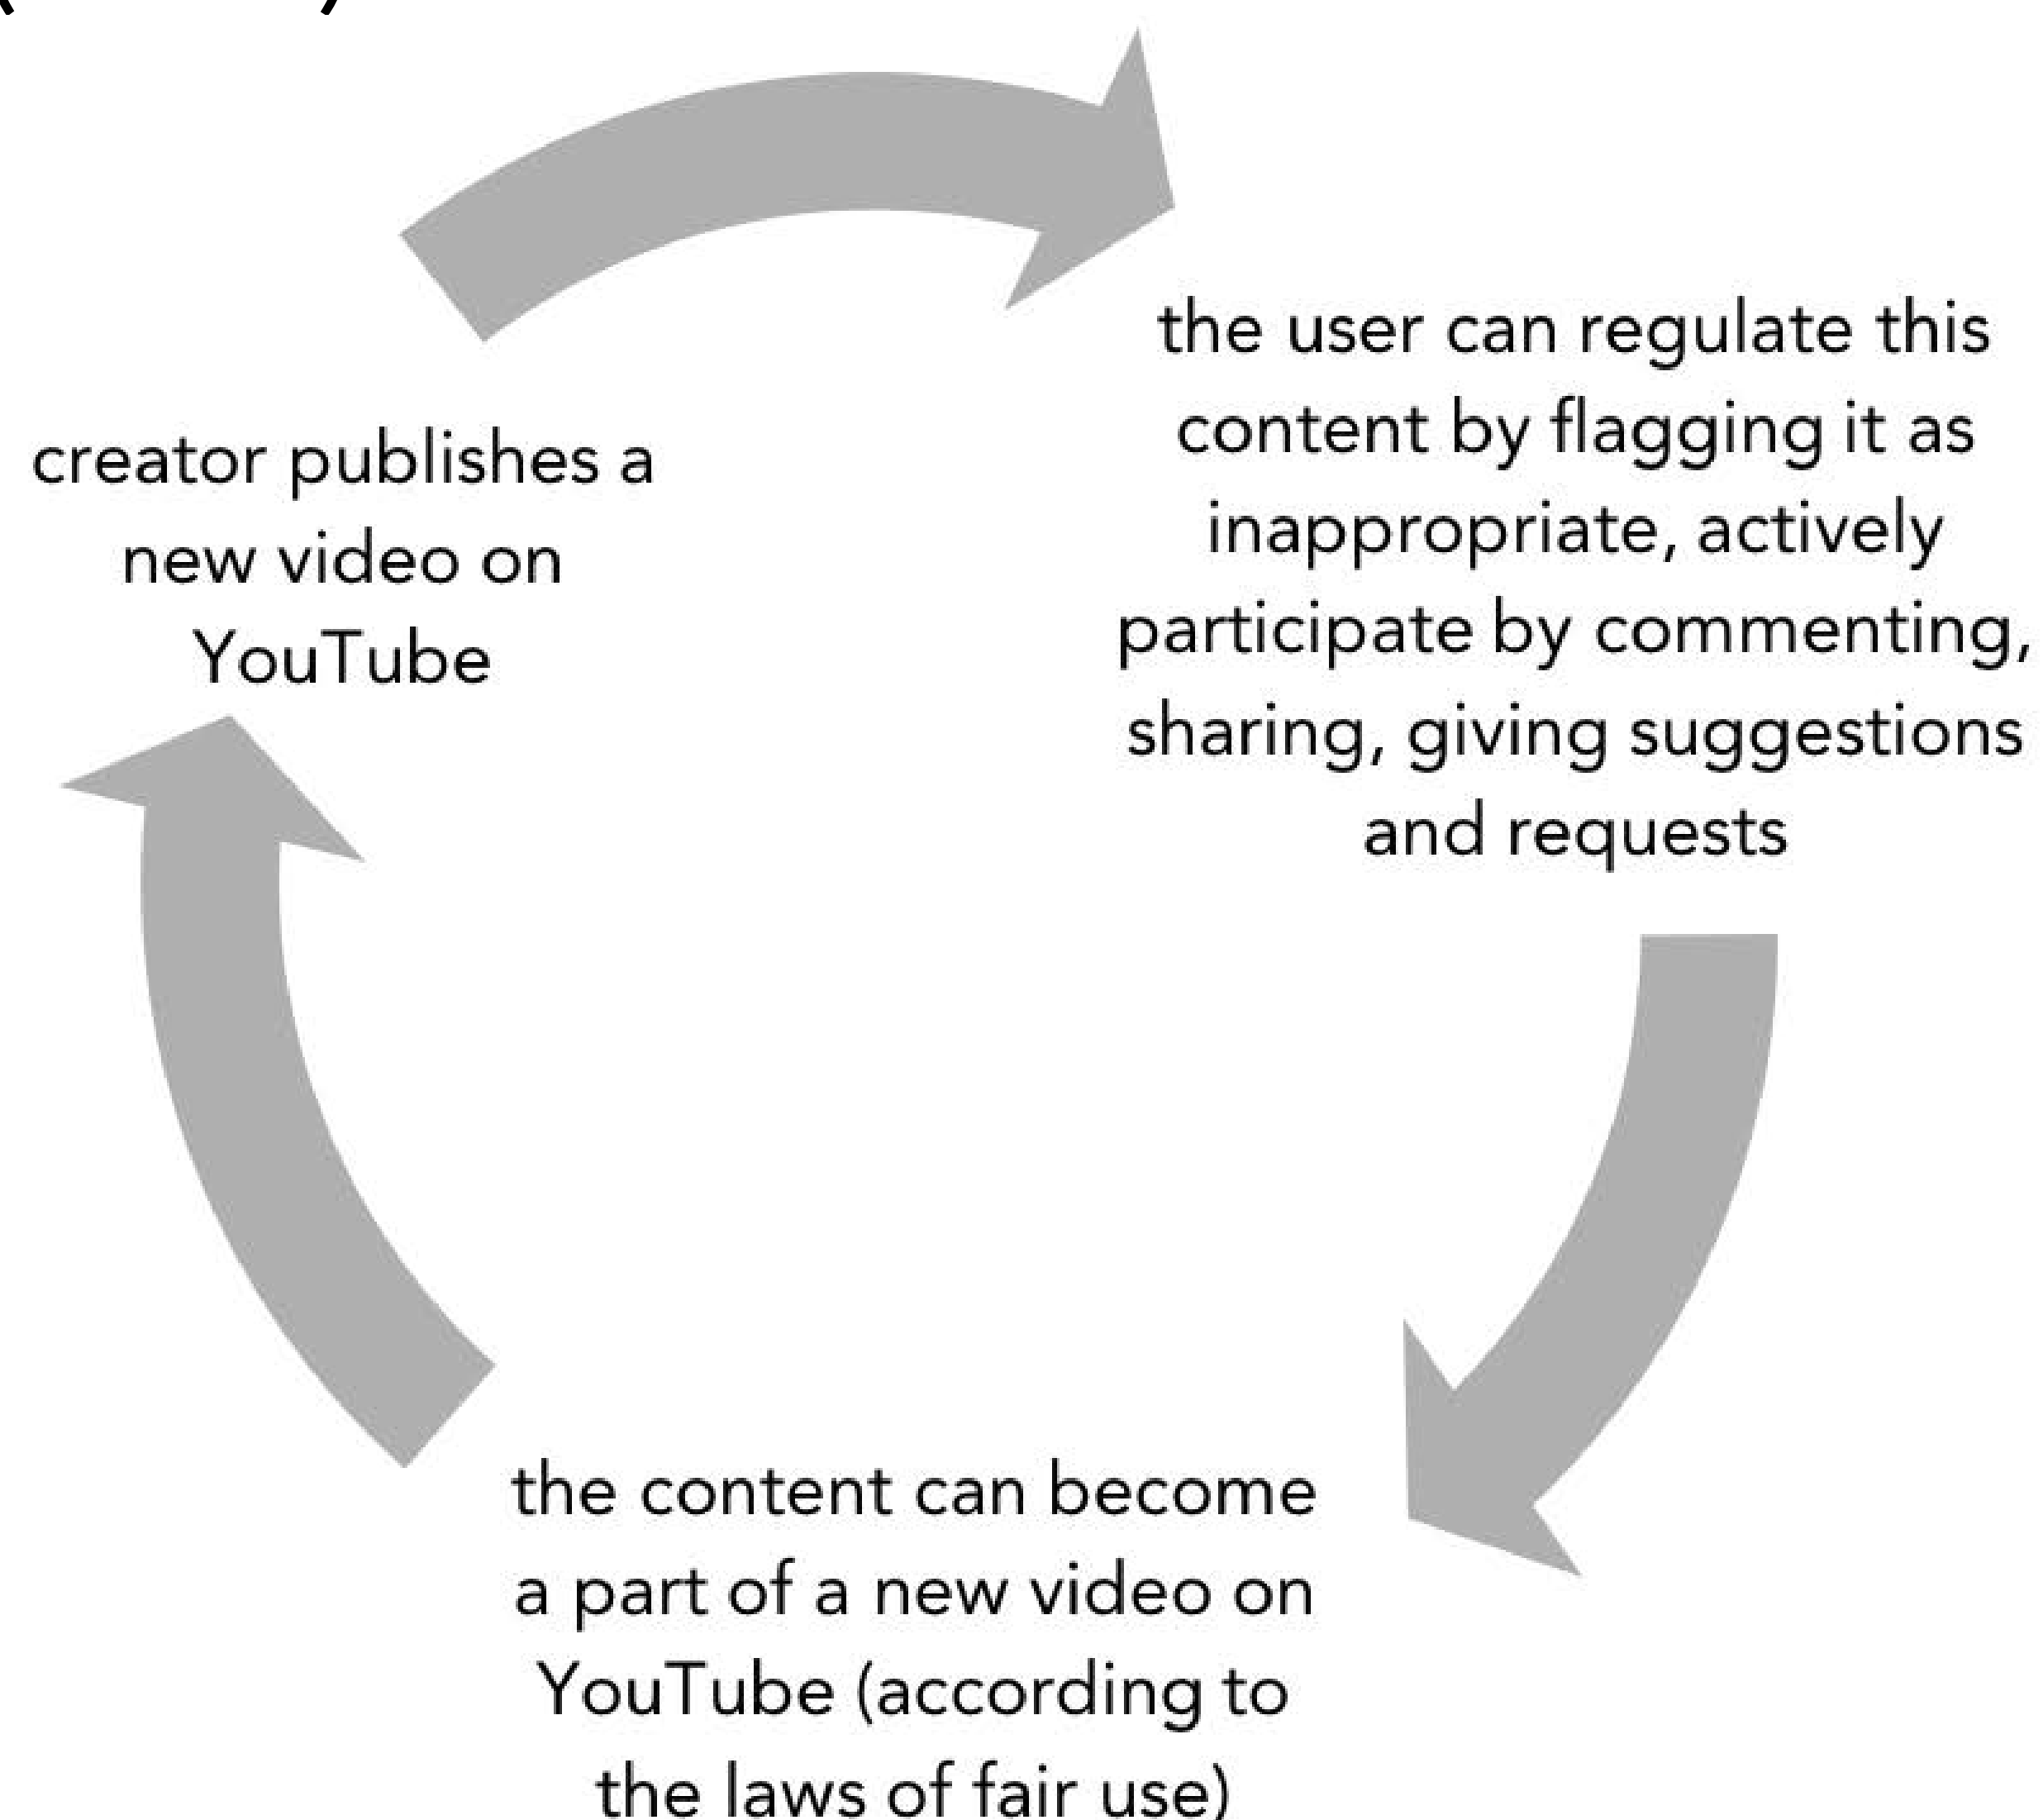 creator publishes a
new video on
YouTube
the user can regulate this
content by flagging it as
inappropriate, actively
participate by commenting,
sharing, giving suggestions
and requests
the content can become
a part of a new video on
YouTube (according to
the laws of fair use)